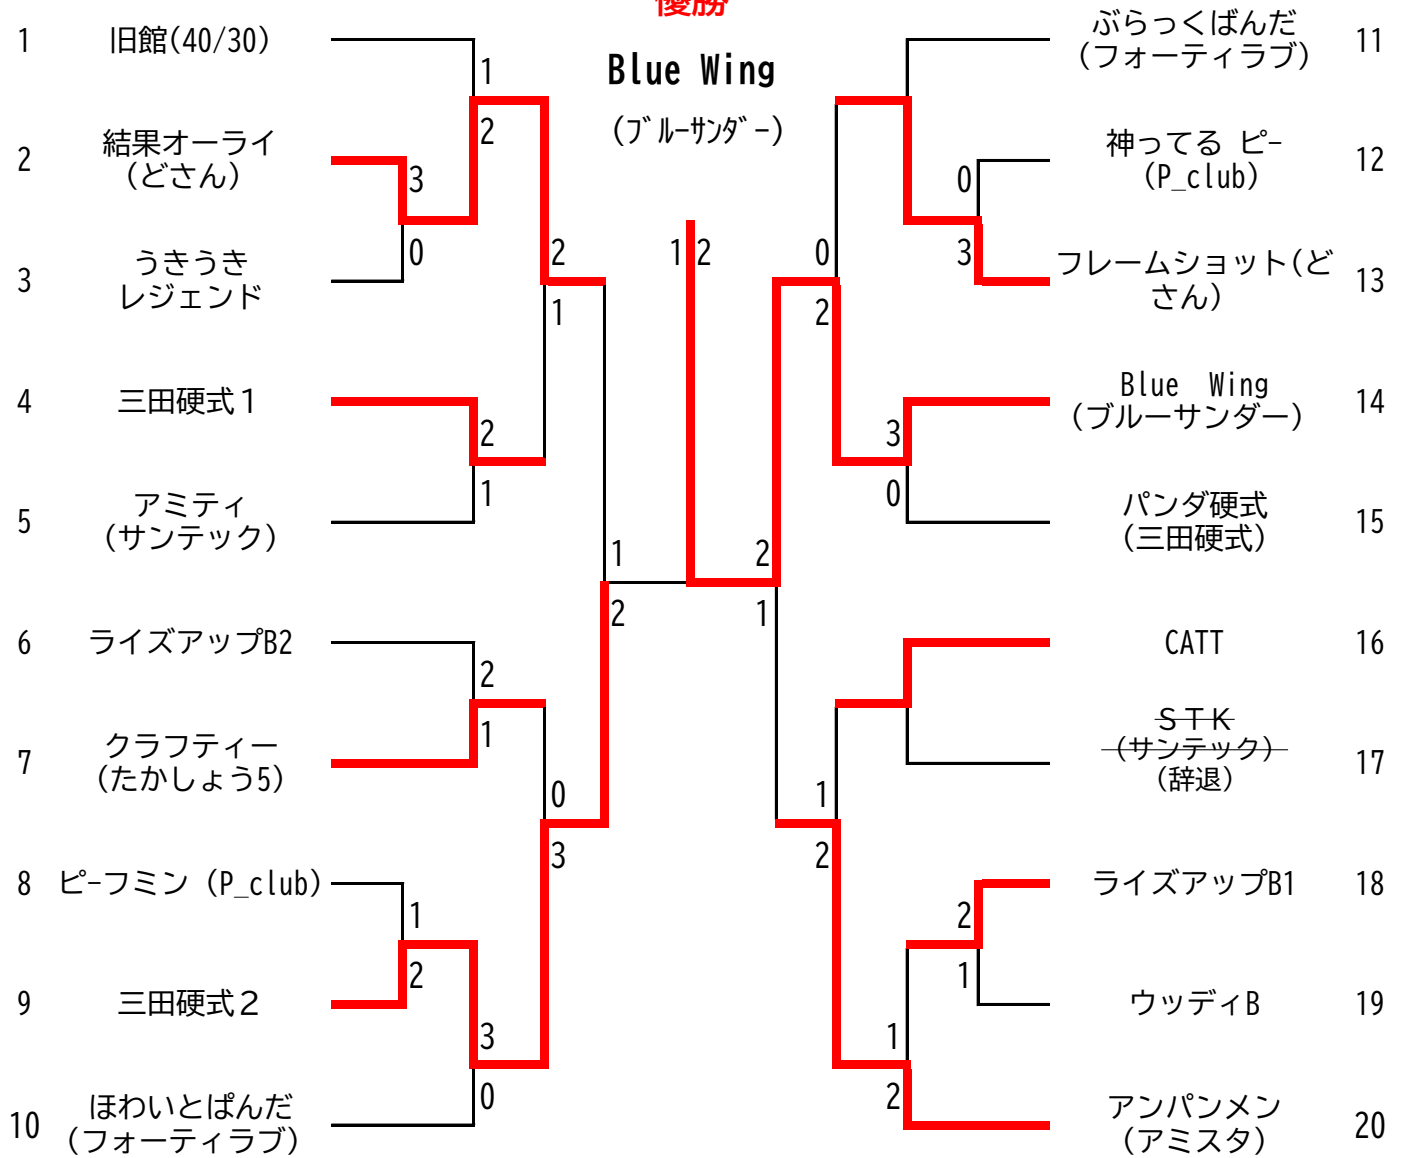 優勝
Blue Wing
(ﾌﾞﾙｰｻﾝﾀﾞｰ)
1 旧館(40/30)
1
2 結果オーライ
(どさん)
2
3
0
3 うきうき
レジェンド
2
1
4 三田硬式１
2
1
5 アミティ
(サンテック)
1
2
6 ライズアップB2
2
1
7 クラフティー
(たかしょう5)
0
3
8 ピｰフミン (P_club)
1
2
9 三田硬式２
3
0
10 ほわいとぱんだ
(フォーティラブ)
1 2
ぶらっくぱんだ
(フォーティラブ) 11
神ってる ピｰ
(P_club) 12
0
3
フレームショット(ど
さん) 13
0
2
Blue　Wing
(ブルーサンダー) 14
3
0
パンダ硬式
(三田硬式) 15
2
1
CATT 16
ＳＴＫ
(サンテック)
(辞退) 17
1
2
ライズアップB1 18
2
1
ウッディB 19
1
2
アンパンメン
(アミスタ) 20